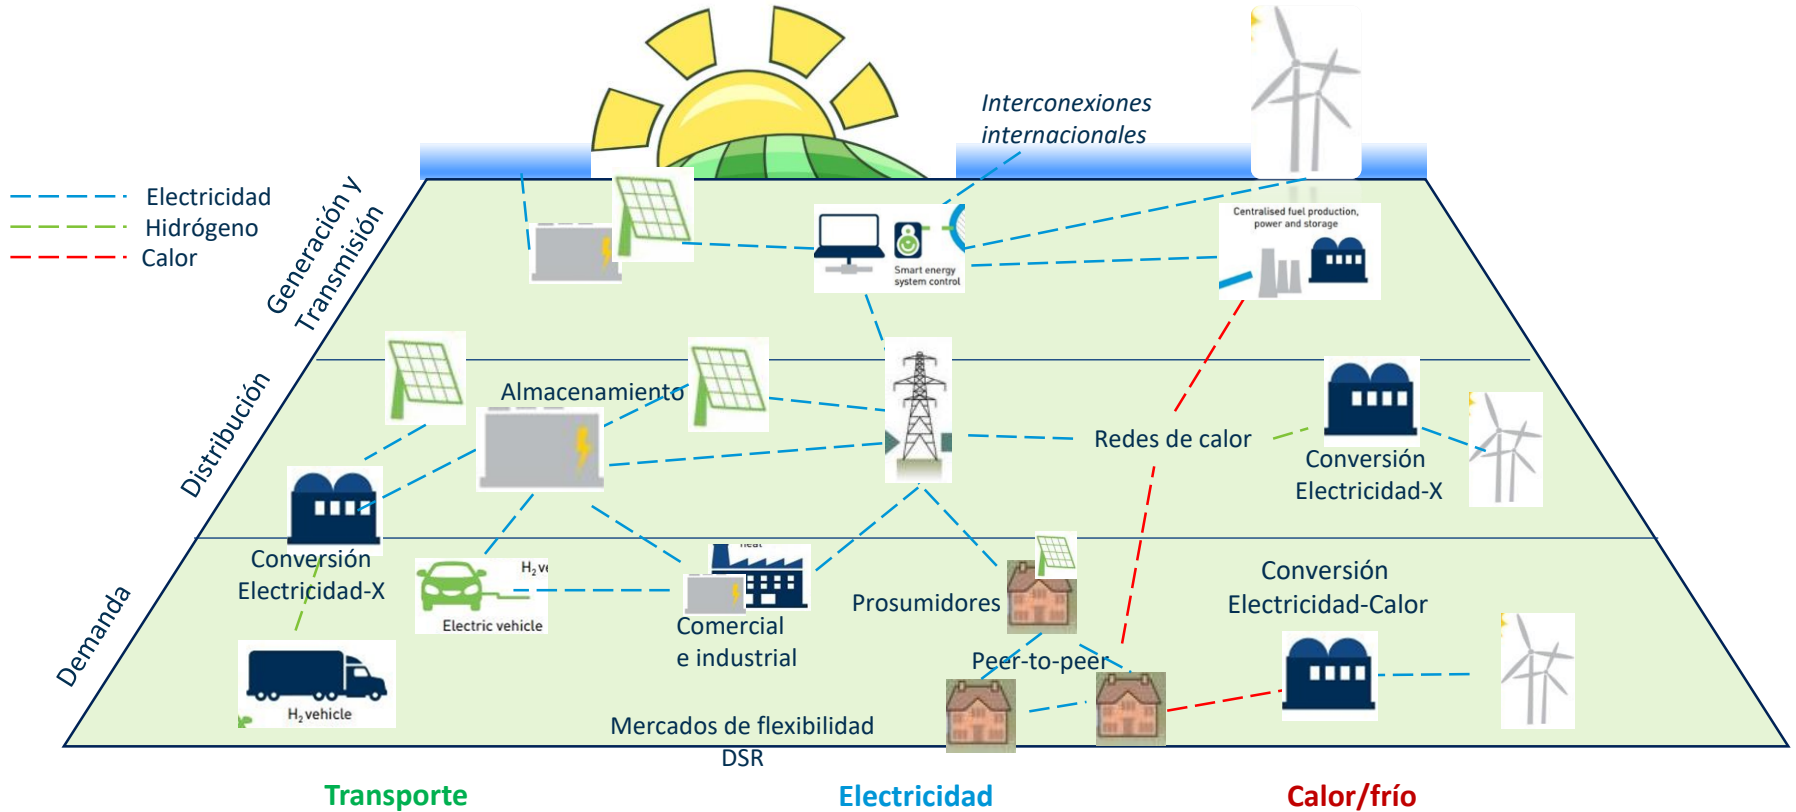 Interconexiones
internacionales
Electricidad
Hidrógeno
Calor
Generación y
Transmisión
Centralised fuel production,
power and storage
Smart energy
system control
Distribución
Almacenamiento
Redes de calor
Conversión
Electricidad-X
Conversión
Electricidad-X
Demanda
heat
H₂ve
Electric vehicle
Comercial
e industrial
Prosumidores
Conversión
Electricidad-Calor
Peer-to-peer
H₂ vehicle
Mercados de flexibilidad
DSR
Transporte
Electricidad
Calor/frío